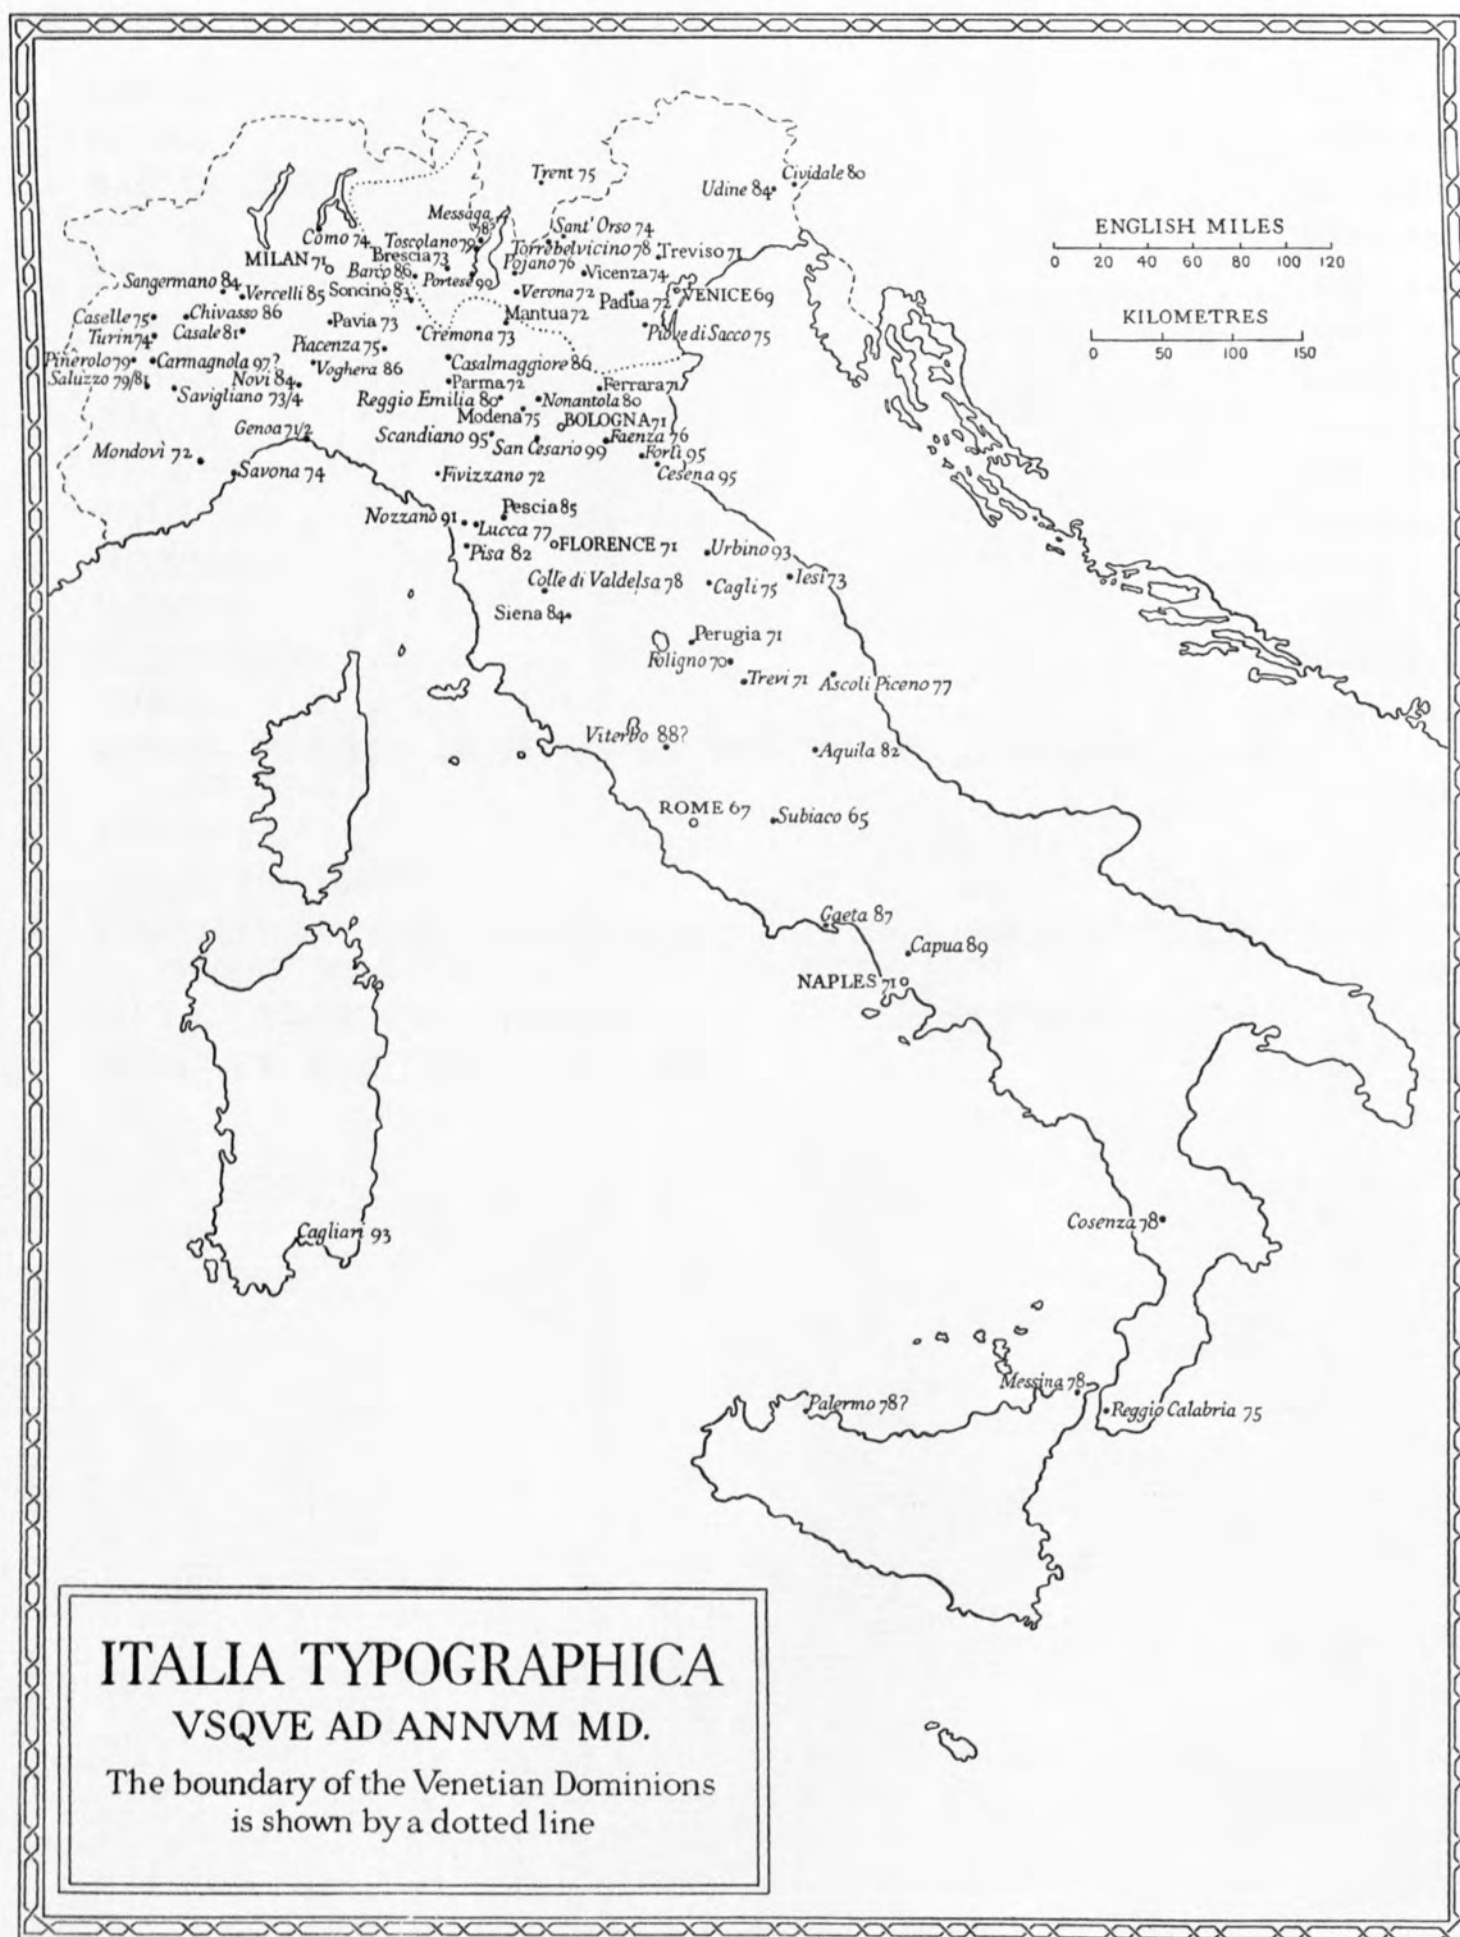 Trent 75
Cividale 80
Udine 84
ENGLISH MILES
0 20 40 60 80 100 120
KILOMETRES
0 50 100 150
Messaga
78?
Sant' Orso 74
Como 74
Toscolano 79
Torrebelvicino 78
Treviso 71
MILAN 71
Brescia 73
Pojano 76
Barco 86
Portese 90
Vicenza 74
Sangermano 84
Vercelli 85
Soncino 83
Verona 72
Padua 72
VENICE 69
Caselle 75
Chivasso 86
Pavia 73
Mantua 72
Turin 74
Casale 81
Cremona 73
Piove di Sacco 75
Piacenza 75
Pinerolo 79
Carmagnola 97?
Voghera 86
Casalmaggiore 86
Saluzzo 79/81
Novi 84
Parma 72
Ferrara 71
Savigliano 73/4
Reggio Emilia 80
Nonantola 80
Modena 75
BOLOGNA 71
Genoa 71/2
Scandiano 95
San Cesario 99
Faenza 76
Mondovì 72
Forlì 95
Savona 74
Fivizzano 72
Cesena 95
Pescia 85
Nozzano 91
Lucca 77
Pisa 82
FLORENCE 71
Urbino 93
Colle di Valdelsa 78
Cagli 75
Iesi 73
Siena 84
Perugia 71
Foligno 70
Trevi 71
Ascoli Piceno 77
Viterbo 88?
Aquila 82
ROME 67
Subiaco 65
Gaeta 87
Capua 89
NAPLES 71
Cagliari 93
Cosenza 78
Messina 78
Palermo 78?
Reggio Calabria 75
ITALIA TYPOGRAPHICA
VSQVE AD ANNVM MD.
The boundary of the Venetian Dominions
is shown by a dotted line